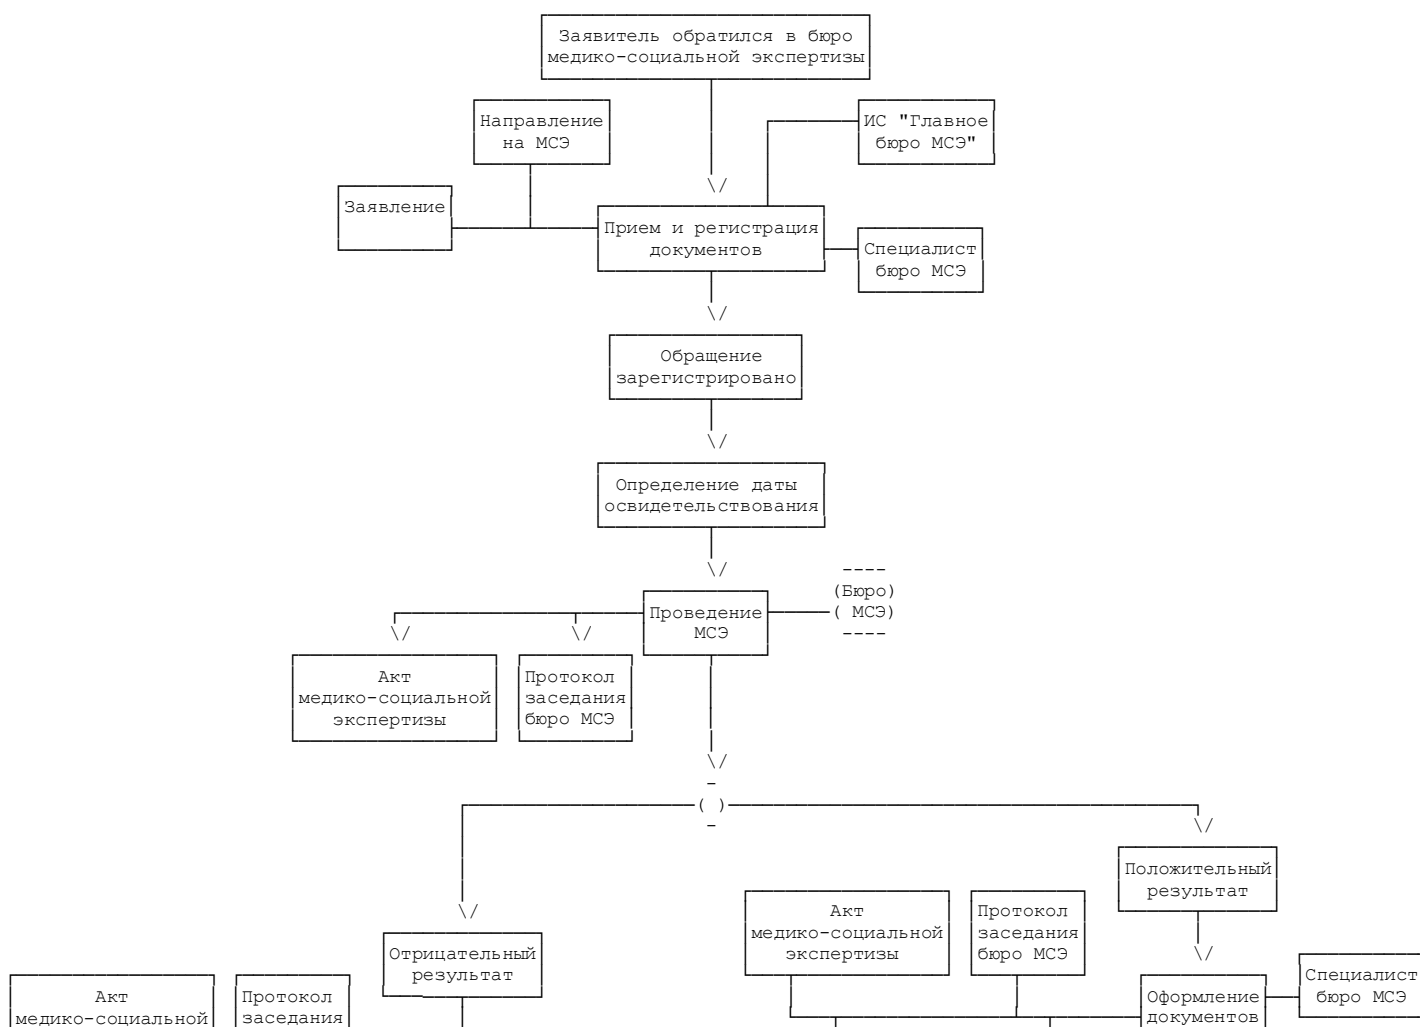 Заявитель обратился в бюро
медико-социальной экспертизы
Направление
на МСЭ
ИС "Главное
бюро МСЭ"
Заявление
Прием и регистрация
документов
Специалист
бюро МСЭ
Обращение
зарегистрировано
Определение даты
освидетельствования
Проведение
МСЭ
(Бюро)
( МСЭ)
Акт
медико-социальной
экспертизы
Протокол
заседания
бюро МСЭ
Положительный
результат
Акт
медико-социальной
экспертизы
Протокол
заседания
бюро МСЭ
Отрицательный
результат
Специалист
бюро МСЭ
Оформление
документов
Акт
медико-социальной
Протокол
заседания